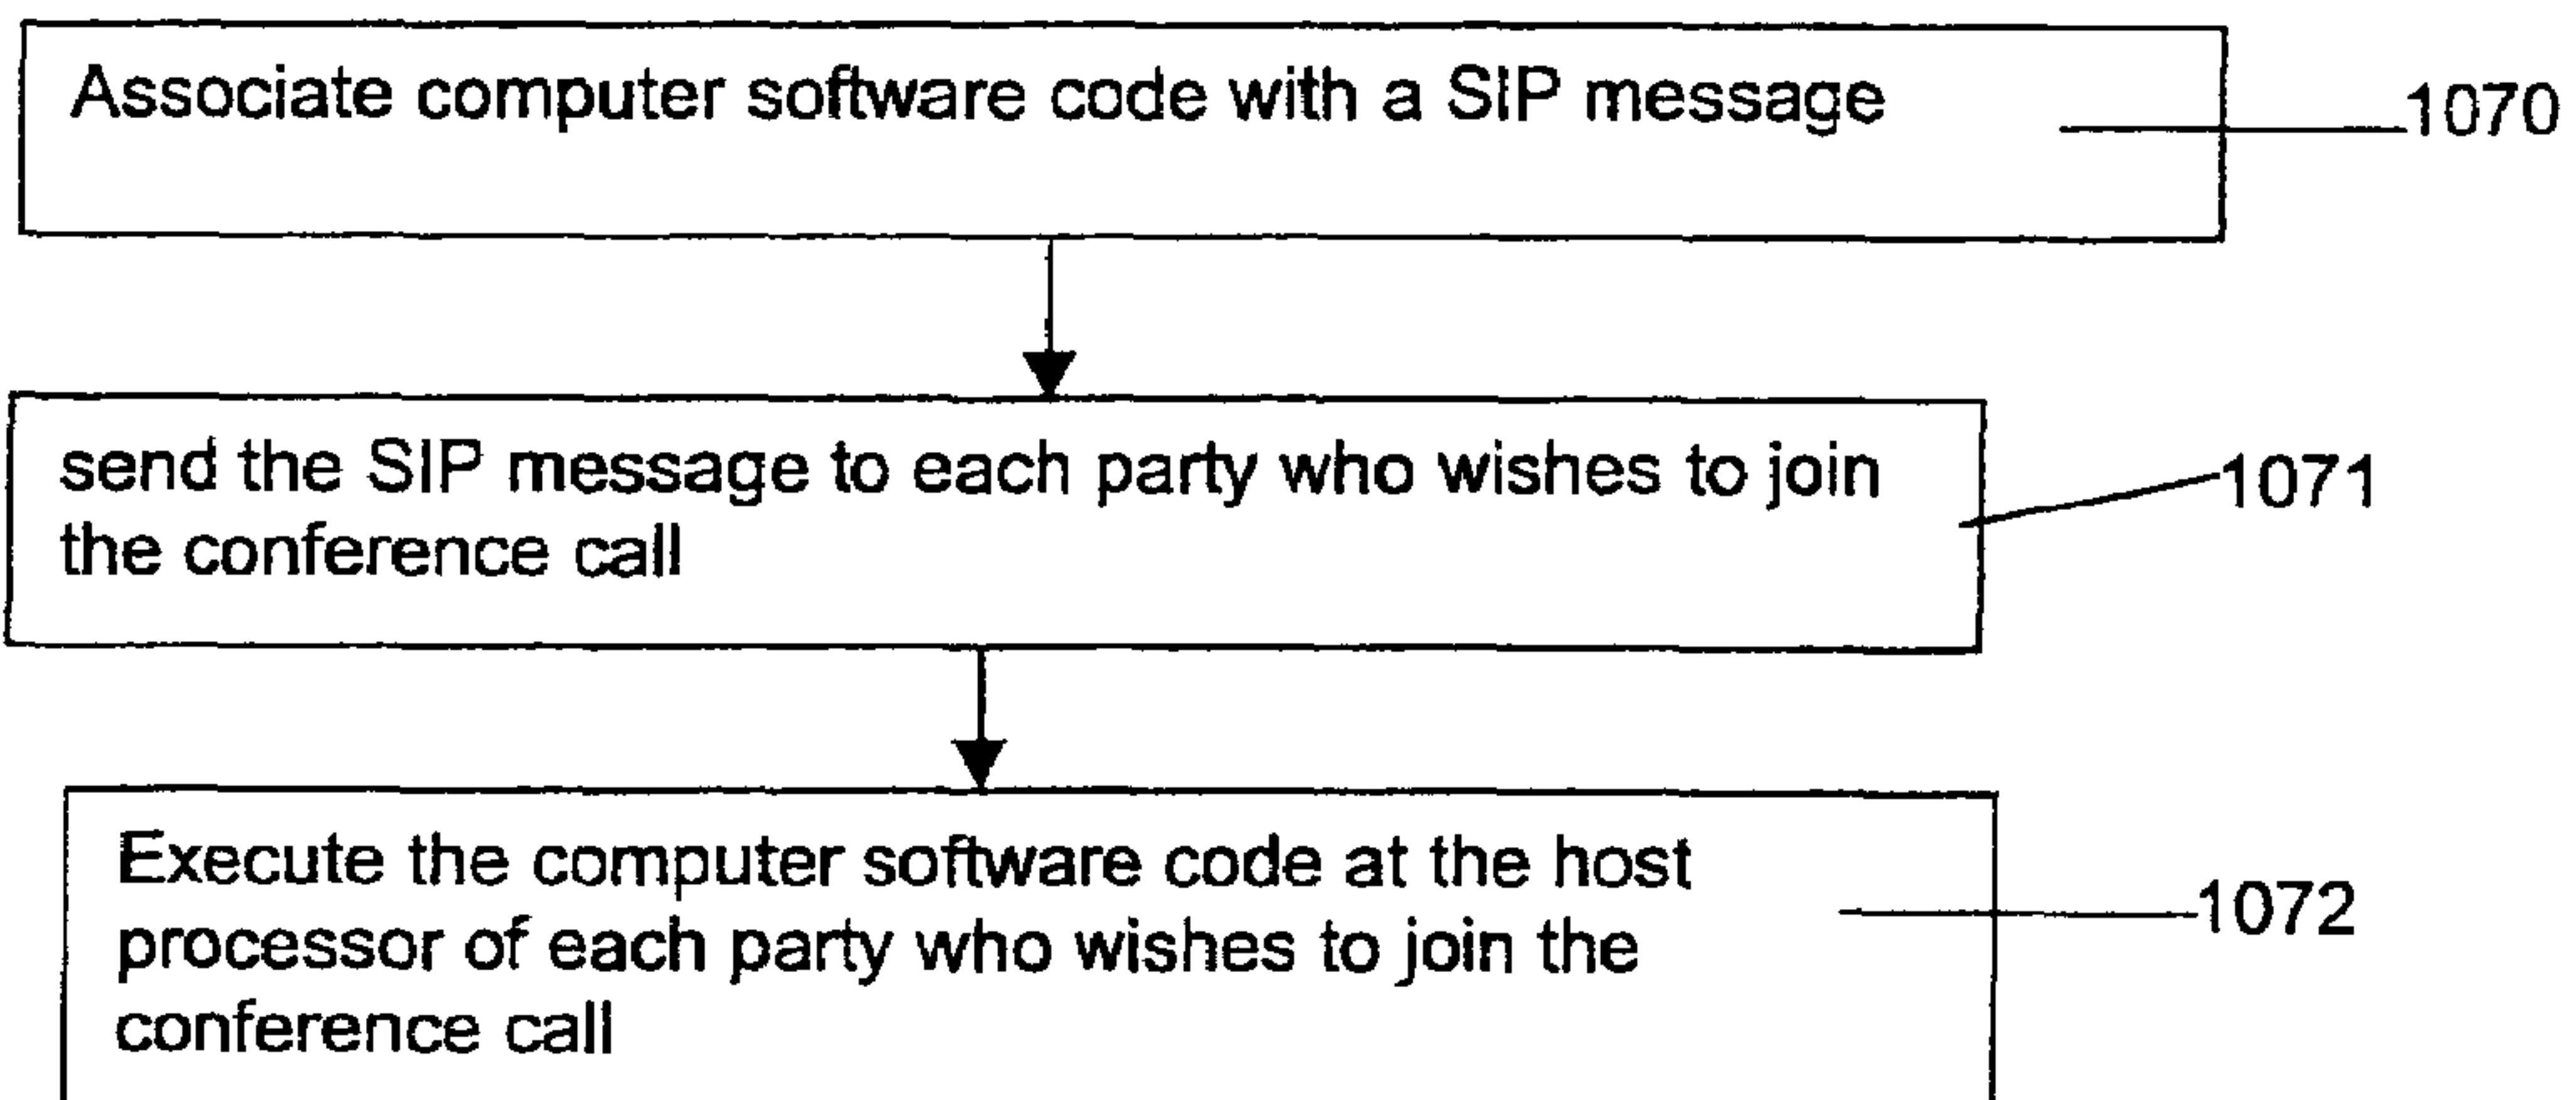 Associate computer software code with a SIP message
1070
send the SIP message to each party who wishes to join
the conference call
1071
Execute the computer software code at the host
processor of each party who wishes to join the
conference call
1072